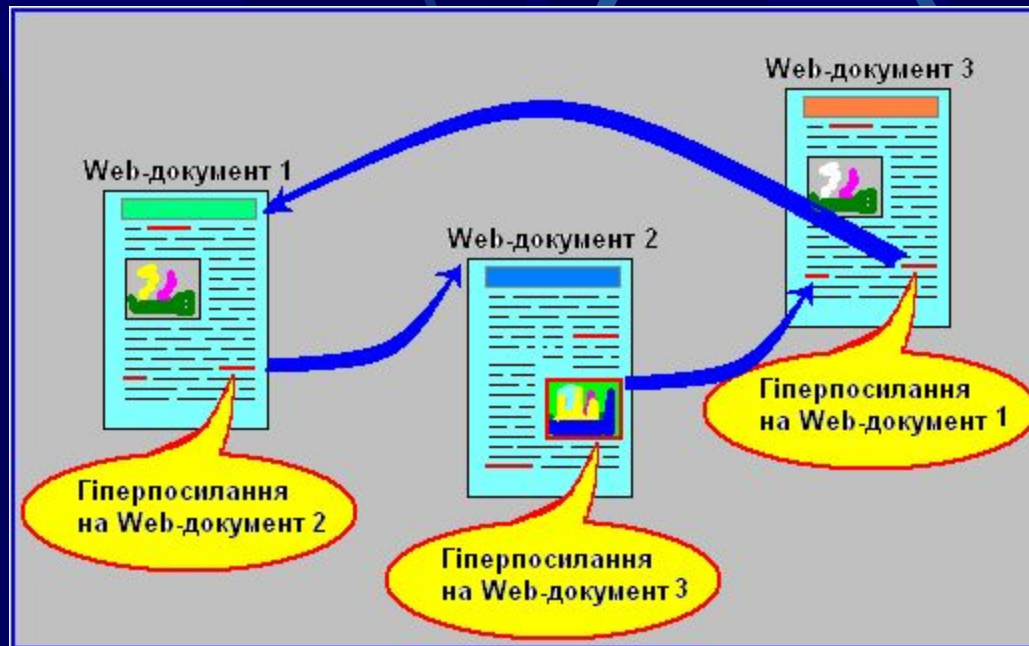 Web-документ 3
Web-документ 1
Web-документ 2
Гіперпосилання
на Web-документ 1
Гіперпосилання
на Web-документ 2
Гіперпосилання
на Web-документ 3